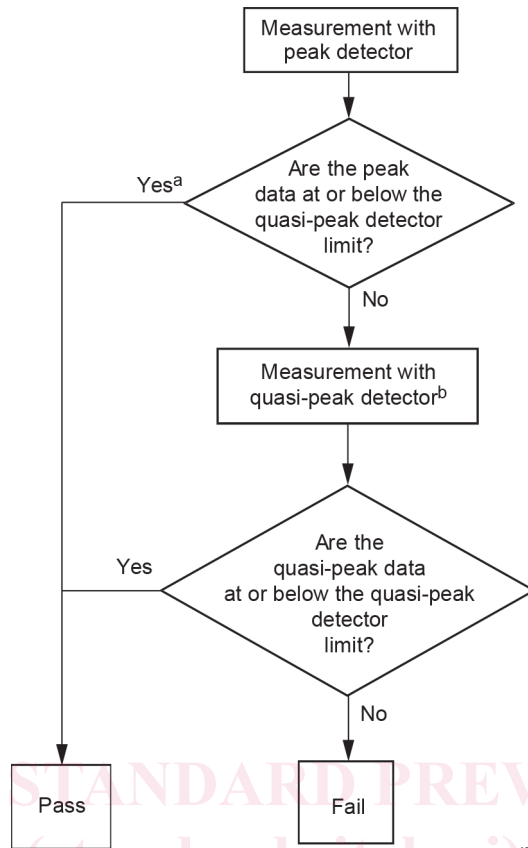 Measurement with
peak detector
Are the peak
data at or below the
quasi-peak detector
limit?
Yesᵃ
No
Measurement with
quasi-peak detectorᵇ
Are the
quasi-peak data
at or below the quasi-peak
detector
limit?
Yes
No
STANDARD PREV
Pass
Fail